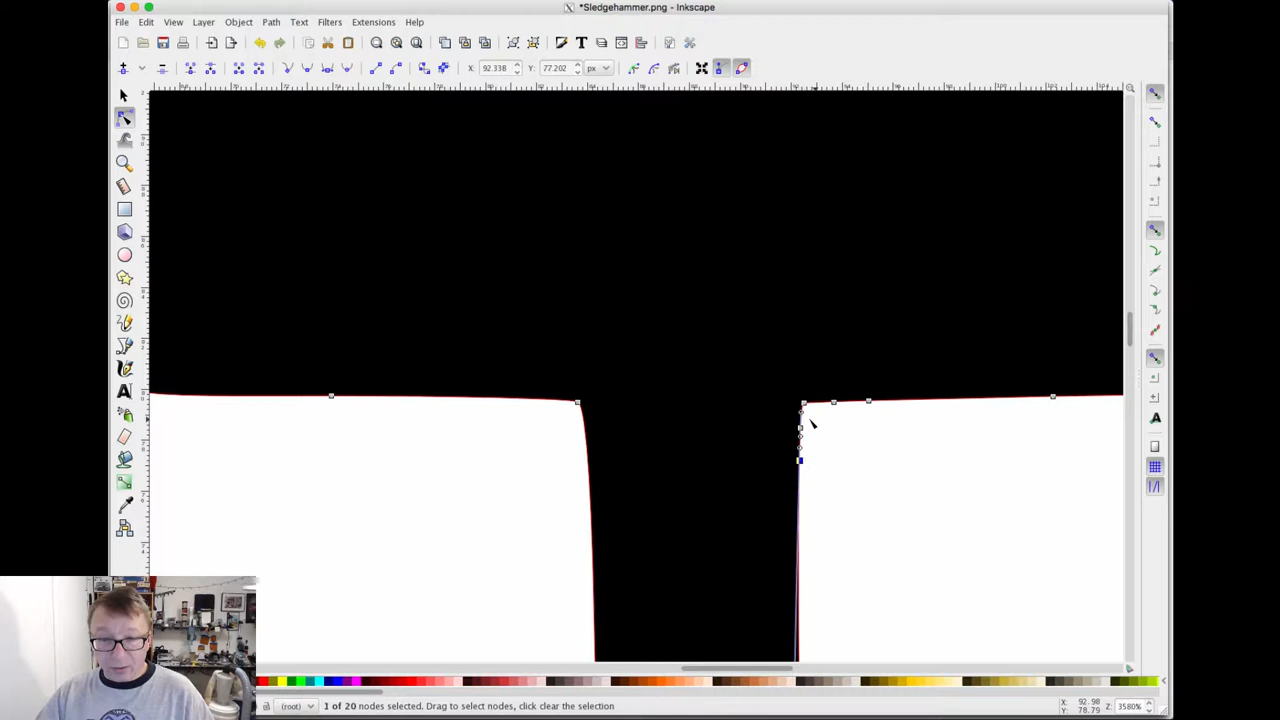 *Sledgehammer.png - Inkscape
File Edit View Layer Object Path Text Filters Extensions Help
X: 92.338 Y: 77.202 px
(root) 1 of 20 nodes selected. Drag to select nodes, click clear the selection X: 92.98 Z: 3580%
Y: 78.79